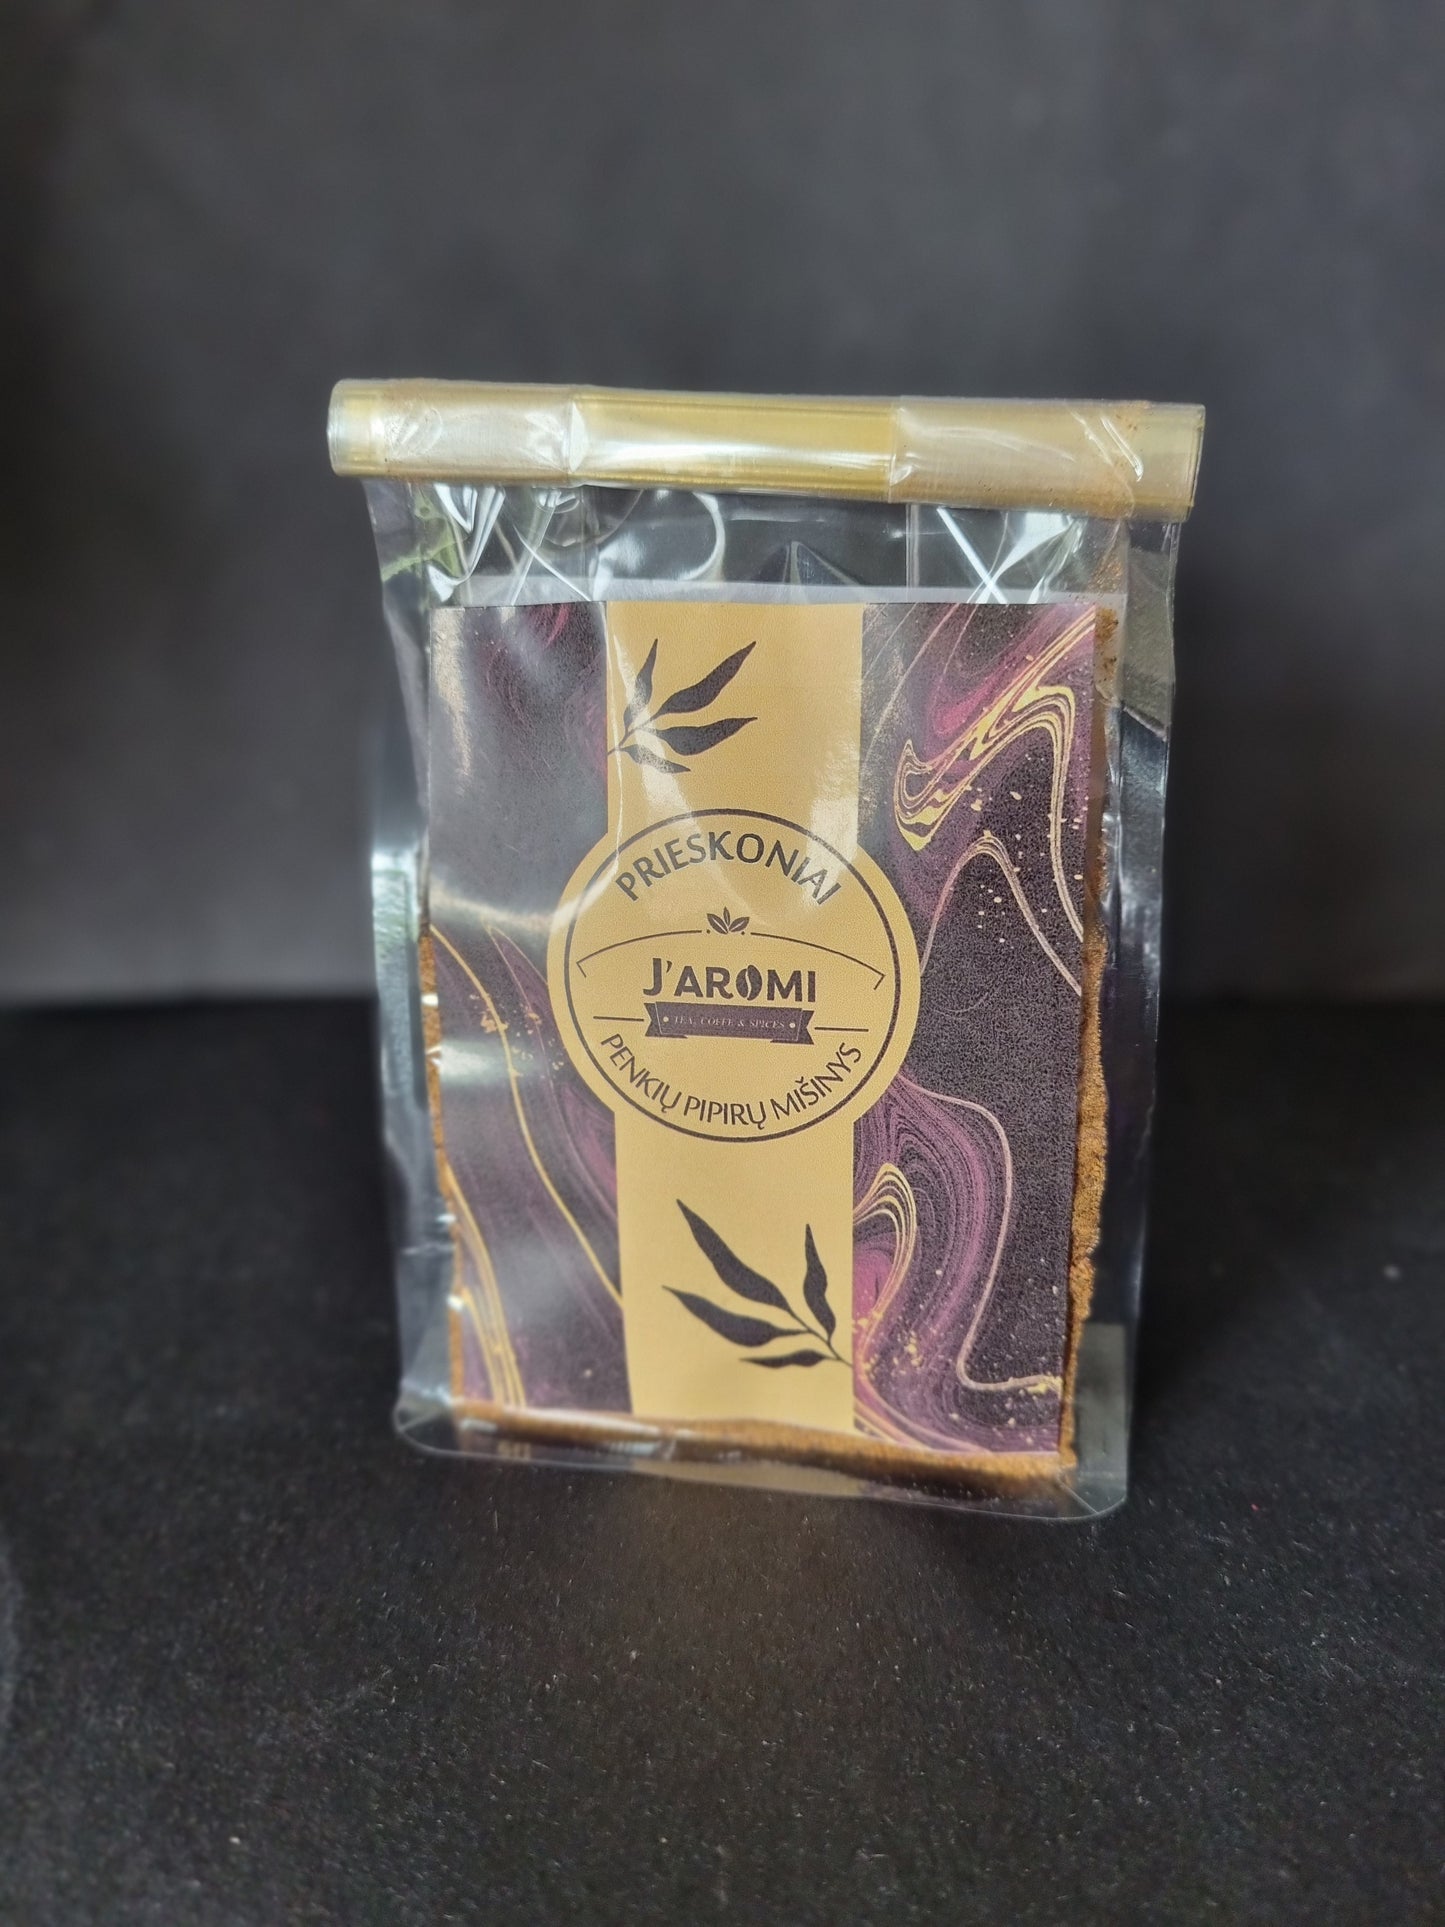 PRIESKONIAI
J'AROMI
TEA, COFFE & SPICES
PENKIŲ PIPIRŲ MIŠINYS